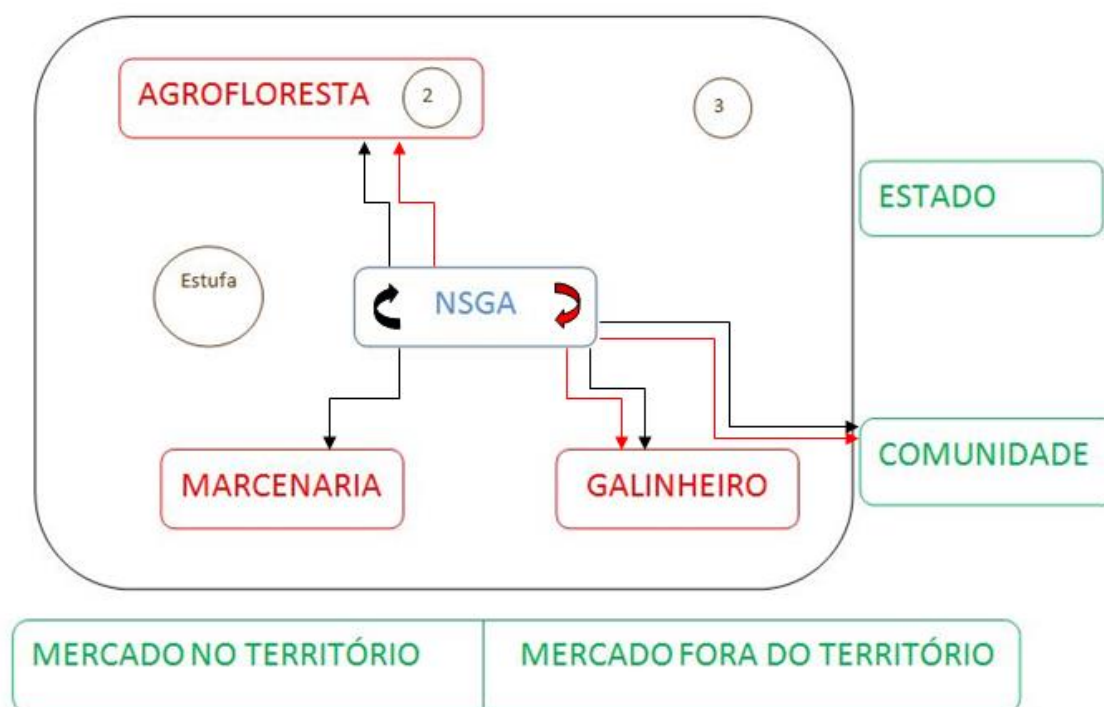 AGROFLORESTA
2
3
ESTADO
Estufa
NSGA
COMUNIDADE
MARCENARIA
GALINHEIRO
MERCADO NO TERRITÓRIO
MERCADO FORA DO TERRITÓRIO